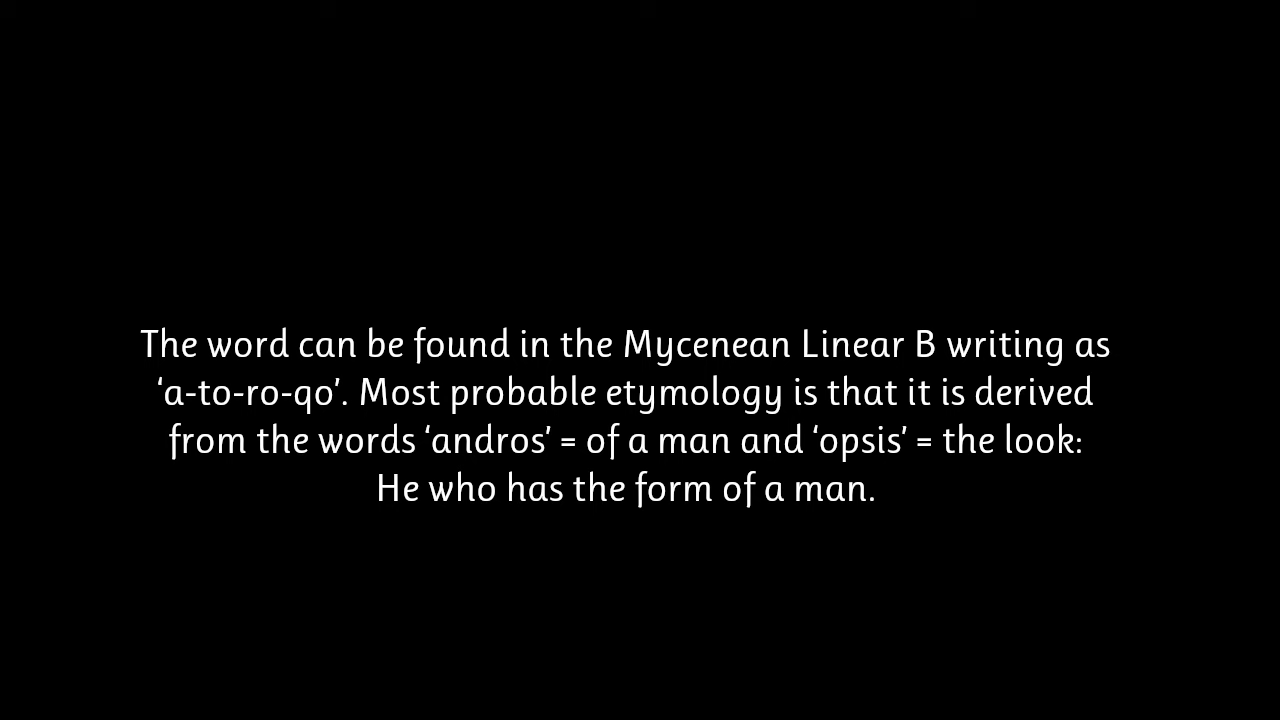 The word can be found in the Mycenean Linear B writing as
‘a-to-ro-qo’. Most probable etymology is that it is derived
from the words ‘andros’ = of a man and ‘opsis’ = the look:
He who has the form of a man.